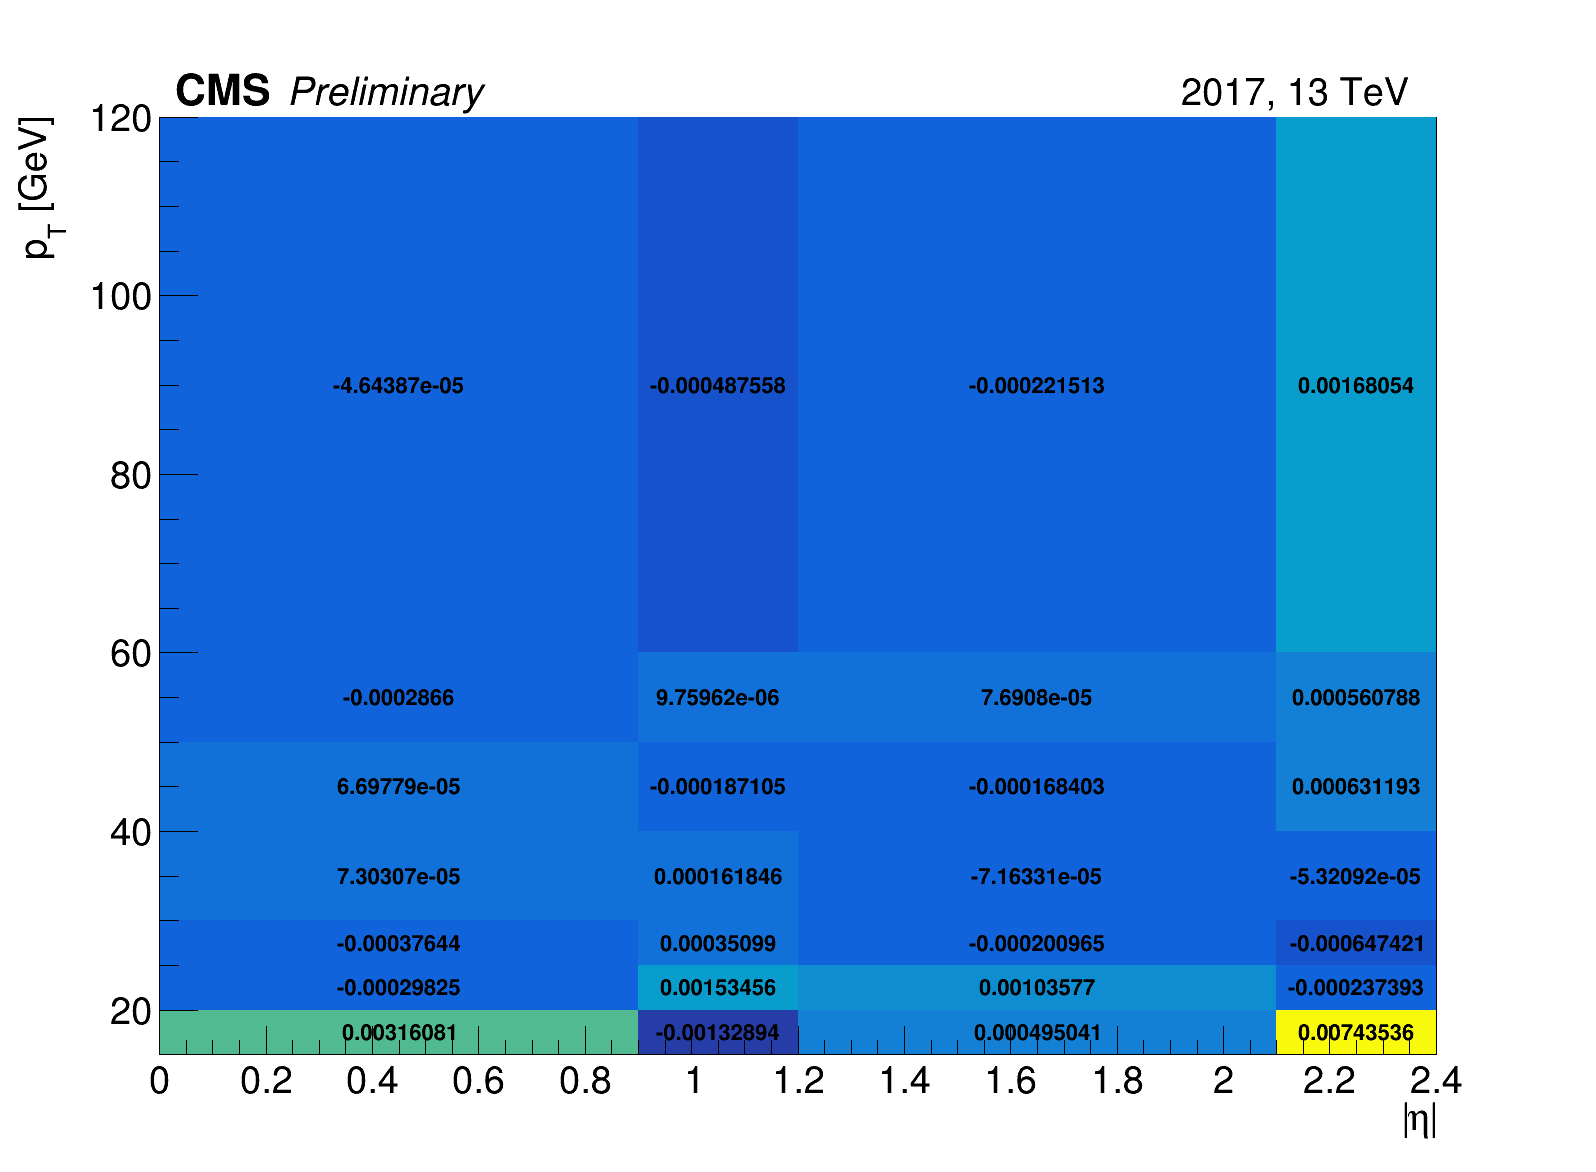 CMS Preliminary 2017, 13 TeV
pT [GeV]
120
100
-4.64387e-05 -0.000487558 -0.000221513 0.00168054
80
60
-0.0002866 9.75962e-06 7.6908e-05 0.000560788
6.69779e-05 -0.000187105 -0.000168403 0.000631193
40
7.30307e-05 0.000161846 -7.16331e-05 -5.32092e-05
-0.00037644 0.00035099 -0.000200965 -0.000647421
-0.00029825 0.00153456 0.00103577 -0.000237393
20
0.00316081 -0.00132894 0.000495041 0.00743536
0 0.2 0.4 0.6 0.8 1 1.2 1.4 1.6 1.8 2 2.2 2.4
|η|